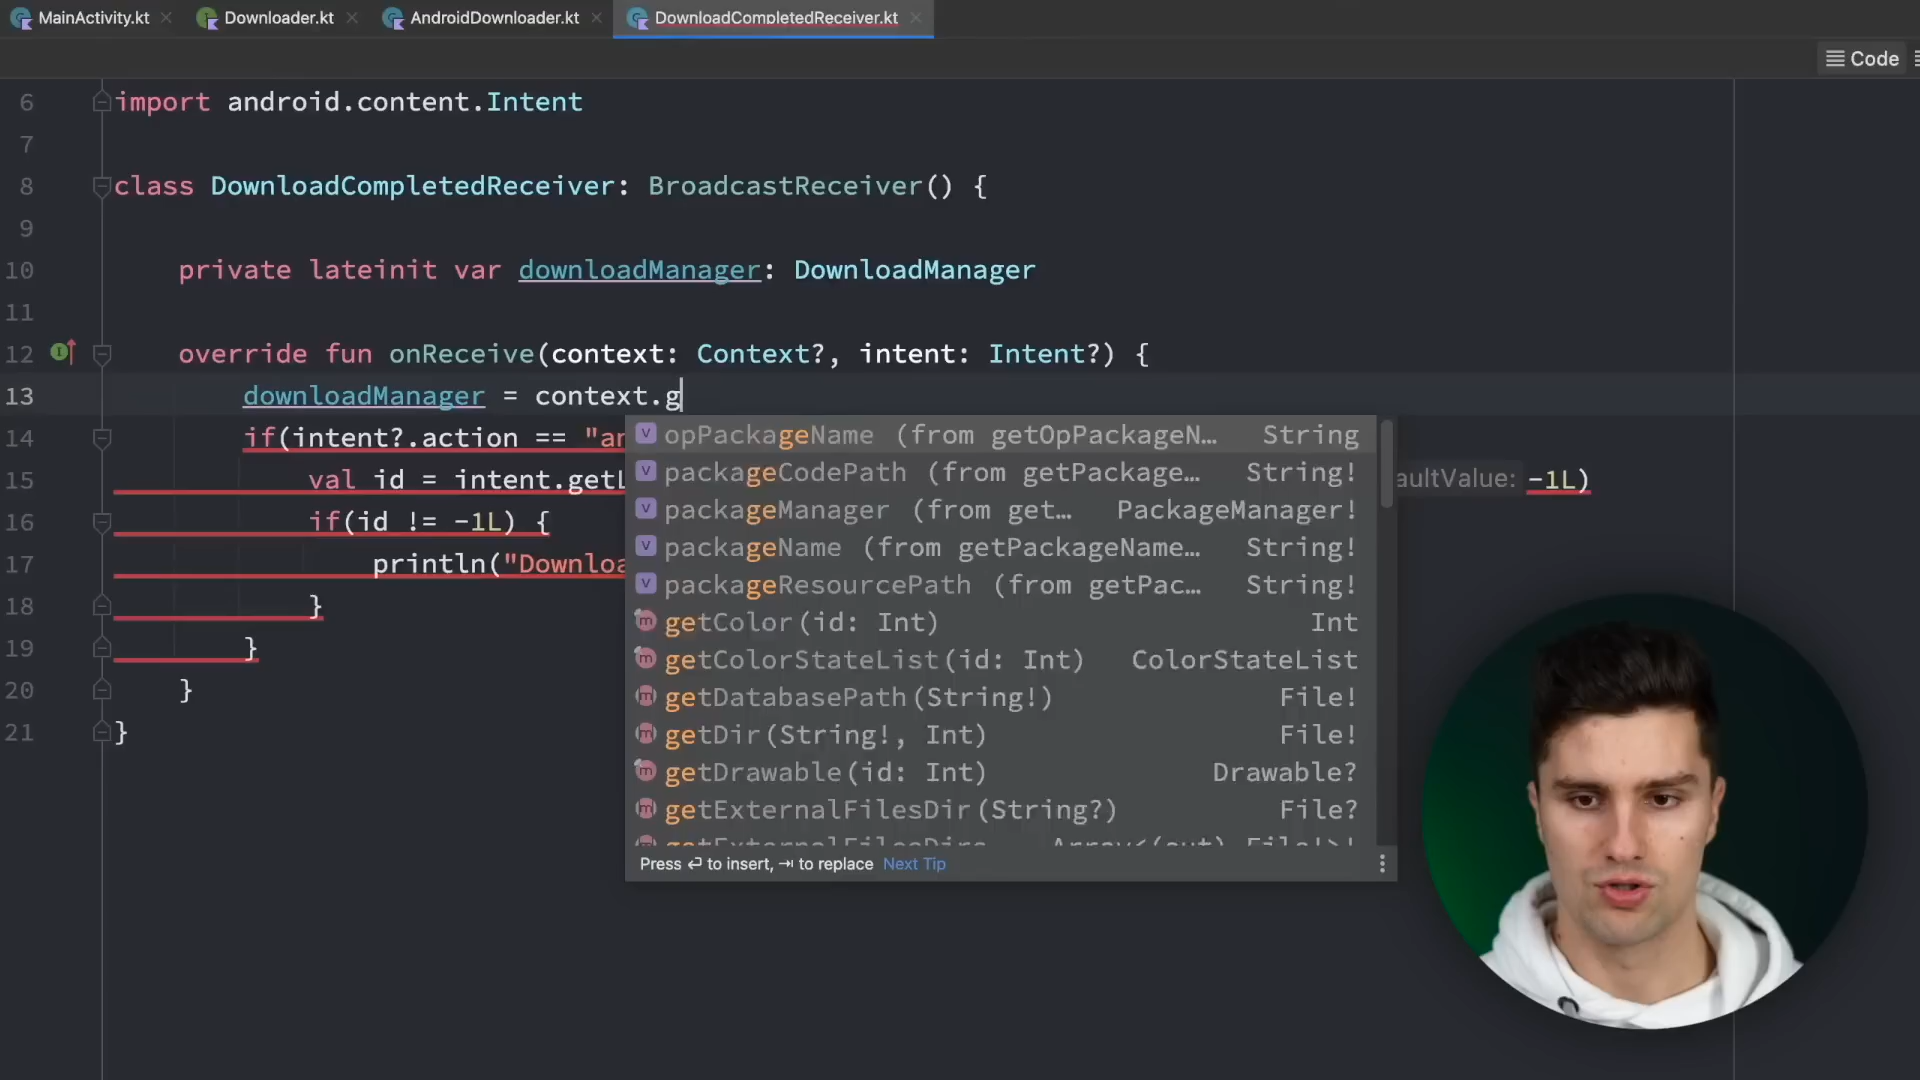 MainActivity.kt Downloader.kt AndroidDownloader.kt DownloadCompletedReceiver.kt
Code
6 import android.content.Intent
7
8 class DownloadCompletedReceiver: BroadcastReceiver() {
9
10 private lateinit var downloadManager: DownloadManager
11
12 override fun onReceive(context: Context?, intent: Intent?) {
13 downloadManager = context.g
14 if(intent?.action == "an
15 val id = intent.getL aultValue: -1L)
16 if(id != -1L) {
17 println("Downloa
18 }
19 }
20 }
21 }
opPackageName (from getOpPackageN... String
packageCodePath (from getPackage... String!
packageManager (from get... PackageManager!
packageName (from getPackageName... String!
packageResourcePath (from getPac... String!
getColor(id: Int) Int
getColorStateList(id: Int) ColorStateList
getDatabasePath(String!) File!
getDir(String!, Int) File!
getDrawable(id: Int) Drawable?
getExternalFilesDir(String?) File?
getExternalFilesDirs Array<(out) File!>!
Press ↵ to insert, ⇥ to replace Next Tip